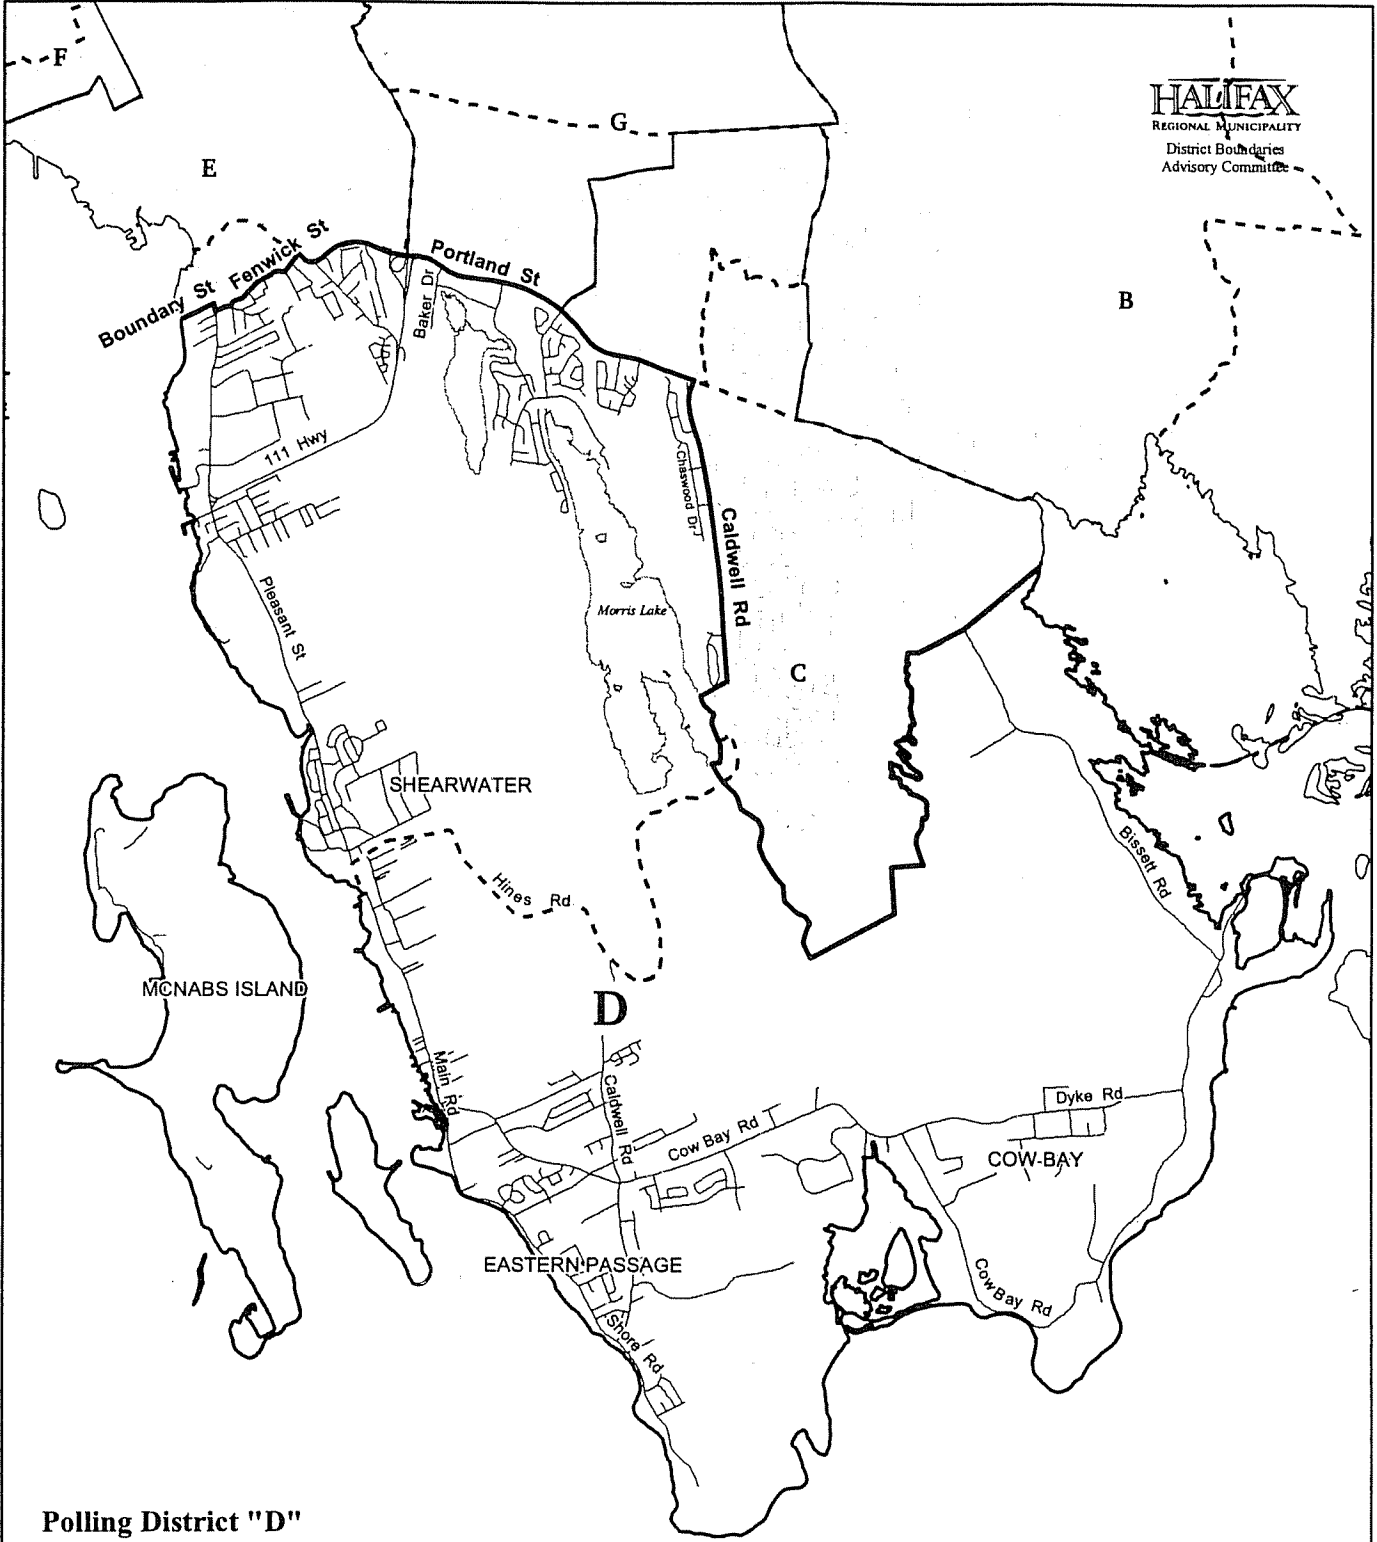 F
G
E
B
HALIFAX
REGIONAL MUNICIPALITY
District Boundaries
Advisory Committee
Boundary St
Fenwick St
Portland St
Baker Dr
111 Hwy
Chaswood Dr
Caldwell Rd
Pleasant St
Morris Lake
C
SHEARWATER
Hines Rd
Bissett Rd
MCNABS ISLAND
D
Main Rd
Caldwell Rd
Cow Bay Rd
Dyke Rd
COW BAY
EASTERN PASSAGE
Cow Bay Rd
Shore Rd
Polling District "D"